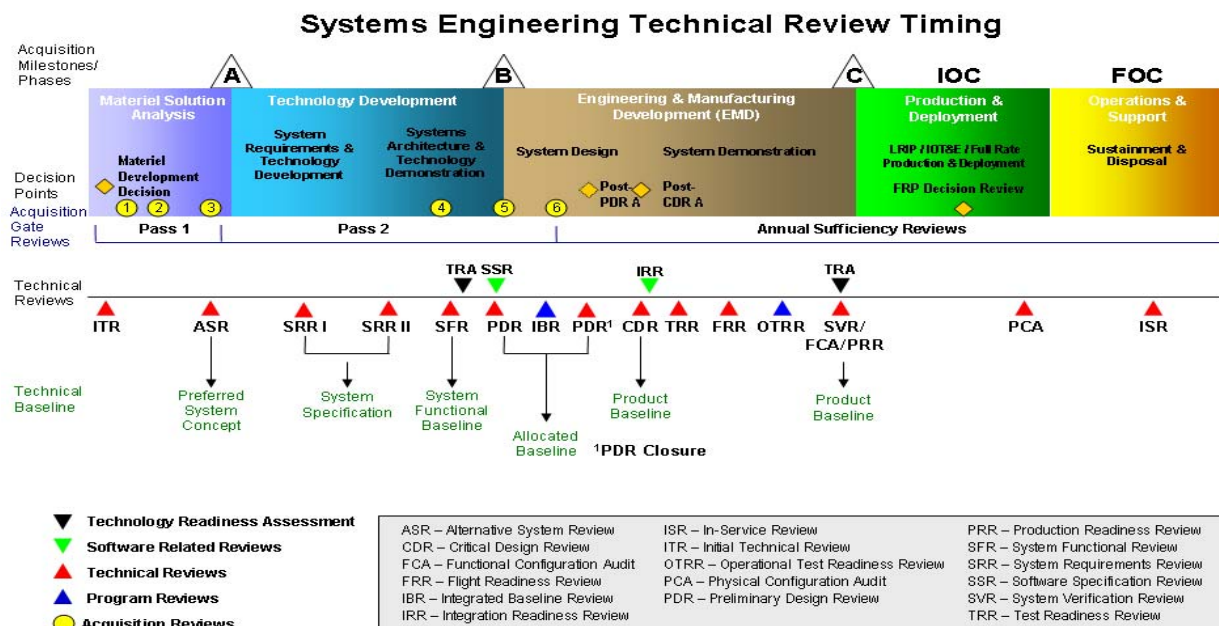 Systems Engineering Technical Review Timing
Acquisition
Milestones/
Phases
A
B
C
IOC
FOC
Materiel Solution
Analysis
Technology Development
Engineering & Manufacturing
Development (EMD)
Production &
Deployment
Operations &
Support
System
Requirements &
Technology
Development
Systems
Architecture &
Technology
Demonstration
System Design
System Demonstration
LRIP / IOT&E / Full Rate
Production & Deployment
Sustainment &
Disposal
Decision
Points
Materiel
Development
Decision
Post-
PDR A
Post-
CDR A
FRP Decision Review
Acquisition
Gate
Reviews
1
2
3
4
5
6
Pass 1
Pass 2
Annual Sufficiency Reviews
Technical
Reviews
TRA
SSR
IRR
TRA
ITR
ASR
SRR I
SRR II
SFR
PDR
IBR
PDR¹
CDR
TRR
FRR
OTRR
SVR/
FCA/PRR
PCA
ISR
Technical
Baseline
Preferred
System
Concept
System
Specification
System
Functional
Baseline
Allocated
Baseline
Product
Baseline
Product
Baseline
¹PDR Closure
Technology Readiness Assessment
Software Related Reviews
Technical Reviews
Program Reviews
Acquisition Reviews
ASR – Alternative System Review
CDR – Critical Design Review
FCA – Functional Configuration Audit
FRR – Flight Readiness Review
IBR – Integrated Baseline Review
IRR – Integration Readiness Review
ISR – In-Service Review
ITR – Initial Technical Review
OTRR – Operational Test Readiness Review
PCA – Physical Configuration Audit
PDR – Preliminary Design Review
PRR – Production Readiness Review
SFR – System Functional Review
SRR – System Requirements Review
SSR – Software Specification Review
SVR – System Verification Review
TRR – Test Readiness Review